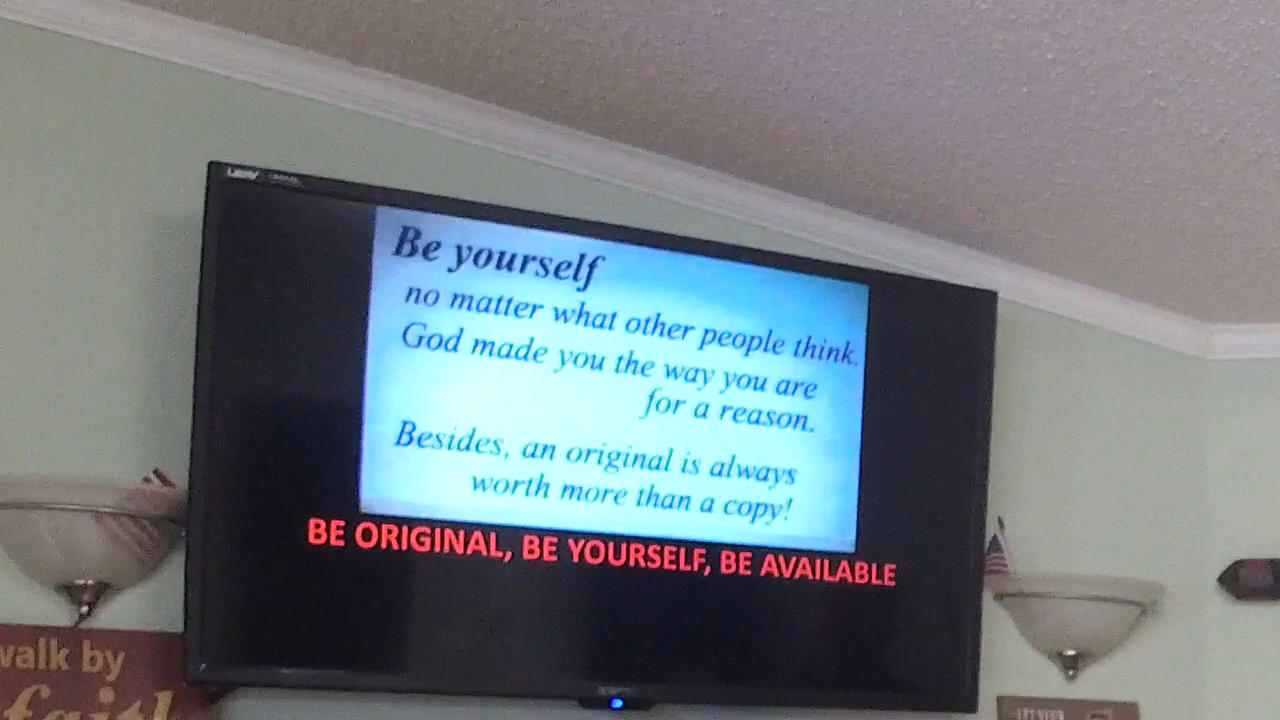 Be yourself
no matter what other people think.
God made you the way you are
for a reason.
Besides, an original is always
worth more than a copy!
BE ORIGINAL, BE YOURSELF, BE AVAILABLE
walk by
faith